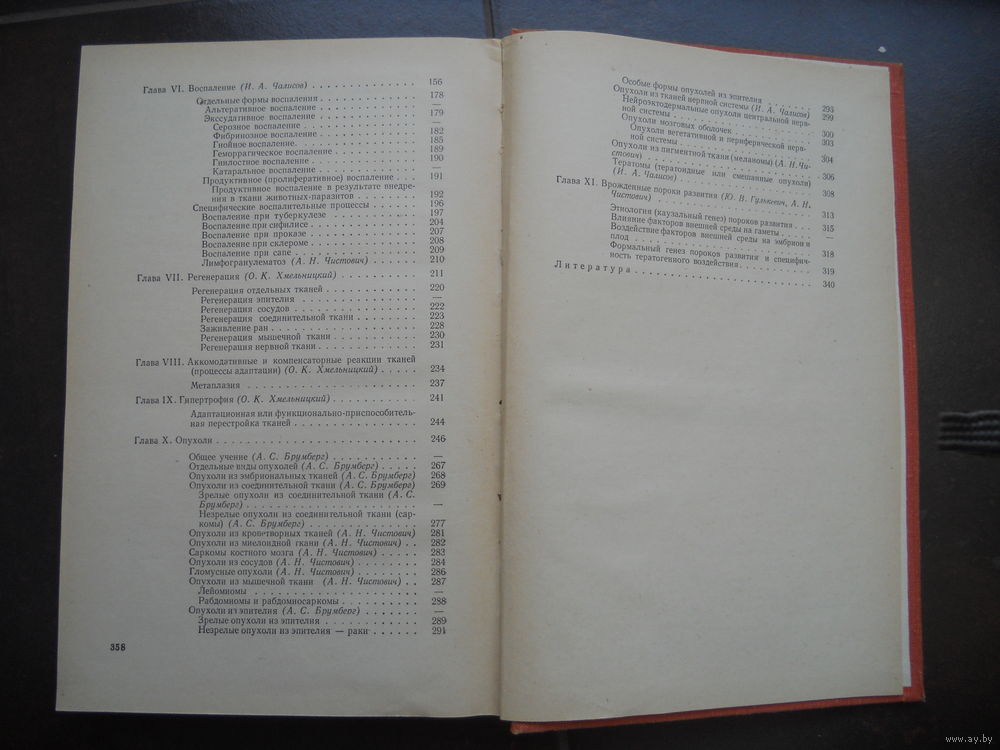 Глава VI. Воспаление (И. А. Чалисов) . . . 156
Отдельные формы воспаления . . . 178
Альтеративное воспаление . . . —
Экссудативное воспаление . . . 179
Серозное воспаление . . . —
Фибринозное воспаление . . . 182
Гнойное воспаление . . . 185
Геморрагическое воспаление . . . 189
Гнилостное воспаление . . . 190
Катаральное воспаление . . .
Продуктивное (пролиферативное) воспаление . . . 191
Продуктивное воспаление в результате внедре-
ния в ткани животных-паразитов . . . 192
Специфические воспалительные процессы . . . 196
Воспаление при туберкулезе . . . 197
Воспаление при сифилисе . . . 204
Воспаление при проказе . . . 207
Воспаление при склероме . . . 208
Воспаление при сапе . . . 209
Лимфогранулематоз (А. Н. Чистович) . . . 210
Глава VII. Регенерация (О. К. Хмельницкий) . . . 211
Регенерация отдельных тканей . . . 220
Регенерация эпителия . . . —
Регенерация сосудов . . . 222
Регенерация соединительной ткани . . . 223
Заживление ран . . . 228
Регенерация мышечной ткани . . . 230
Регенерация нервной ткани . . . 231
Глава VIII. Аккомодативные и компенсаторные реакции тканей
(процессы адаптации) (О. К. Хмельницкий) . . . 234
Метаплазия . . . 237
Глава IX. Гипертрофия (О. К. Хмельницкий) . . . 241
Адаптационная или функционально-приспособитель-
ная перестройка тканей . . . 244
Глава X. Опухоли . . . 246
Общее учение (А. С. Брумберг) . . . —
Отдельные виды опухолей (А. С. Брумберг) . . . 267
Опухоли из эмбриональных тканей (А. С. Брумберг) 268
Опухоли из соединительной ткани (А. С. Брумберг) 269
Зрелые опухоли из соединительной ткани (А. С.
Брумберг) . . . —
Незрелые опухоли из соединительной ткани (сар-
комы) (А. С. Брумберг) . . . 277
Опухоли из кроветворных тканей (А. Н. Чистович) 281
Опухоли из миелоидной ткани (А. Н. Чистович) . . 282
Саркомы костного мозга (А. Н. Чистович) . . . 283
Опухоли из сосудов (А. Н. Чистович) . . . 284
Гломусные опухоли (А. Н. Чистович) . . . 286
Опухоли из мышечной ткани (А. Н. Чистович) . . 287
Лейомиомы . . . —
Рабдомиомы и рабдомиосаркомы . . . 288
Опухоли из эпителия (А. С. Брумберг) . . . —
Зрелые опухоли из эпителия . . . 289
Незрелые опухоли из эпителия — раки . . . 291
358
Особые формы опухолей из эпителия . . . 293
Опухоли из тканей нервной системы (И. А. Чалисов) 299
Нейроэктодермальные опухоли центральной нерв-
ной системы . . . 300
Опухоли мозговых оболочек . . . 303
Опухоли вегетативной и периферической нерв-
ной системы . . . 304
Опухоли из пигментной ткани (меланомы) (А. Н. Чи-
стович) . . . 306
Тератомы (тератоидные или смешанные опухоли)
(И. А. Чалисов) . . . 308
Глава XI. Врожденные пороки развития (Ю. В. Гулькевич, А. Н.
Чистович) . . . 313
Этиология (каузальный генез) пороков развития . . . 315
Влияние факторов внешней среды на гаметы . . . —
Воздействие факторов внешней среды на эмбрион и
плод . . . 318
Формальный генез пороков развития и специфич-
ность тератогенного воздействия . . . 319
Литература . . . 340
www.ay.by